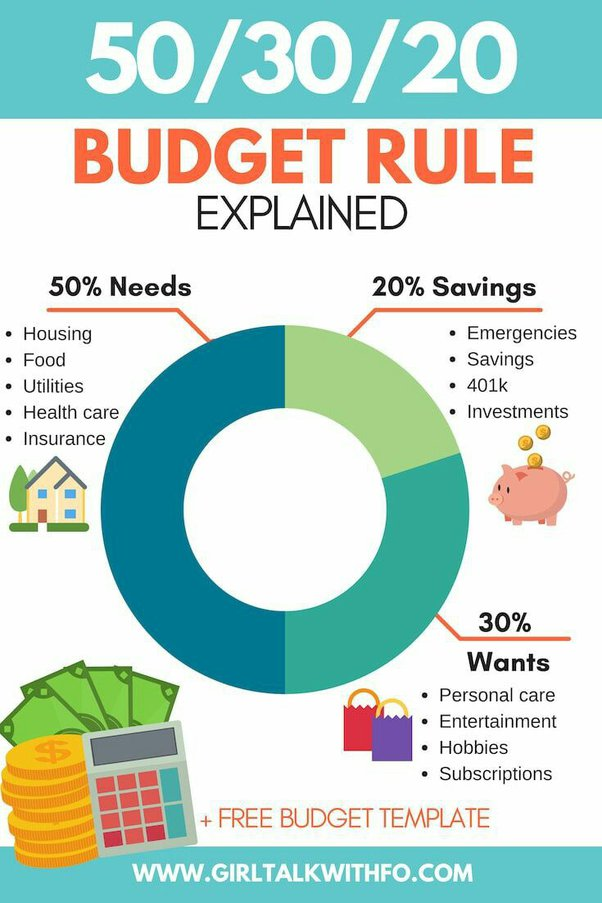 50/30/20
BUDGET RULE
EXPLAINED
50% Needs
• Housing
• Food
• Utilities
• Health care
• Insurance
20% Savings
• Emergencies
• Savings
• 401k
• Investments
30%
Wants
• Personal care
• Entertainment
• Hobbies
• Subscriptions
+ FREE BUDGET TEMPLATE
WWW.GIRLTALKWITHFO.COM